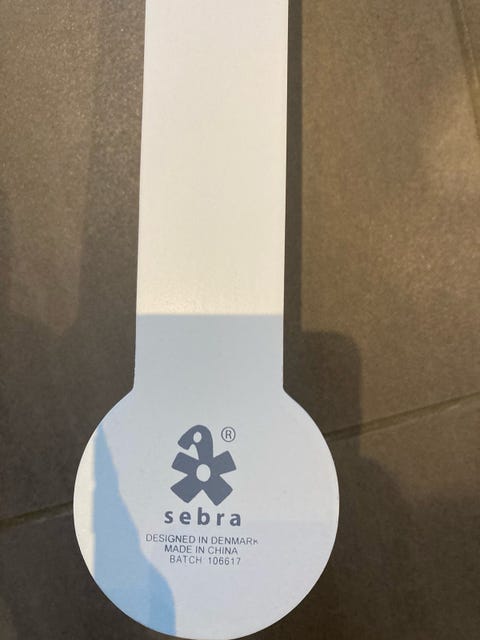 ®
sebra
DESIGNED IN DENMARK
MADE IN CHINA
BATCH: 106617